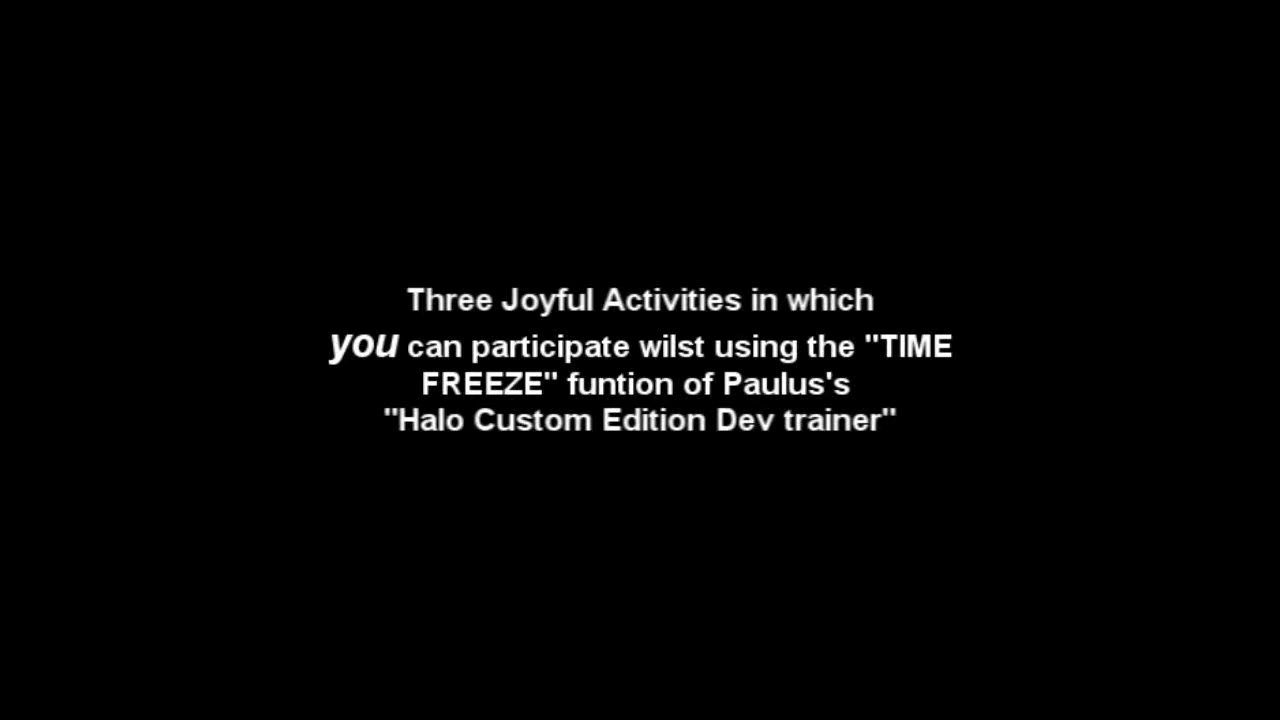 Three Joyful Activities in which
you can participate wilst using the "TIME
FREEZE" funtion of Paulus's
"Halo Custom Edition Dev trainer"